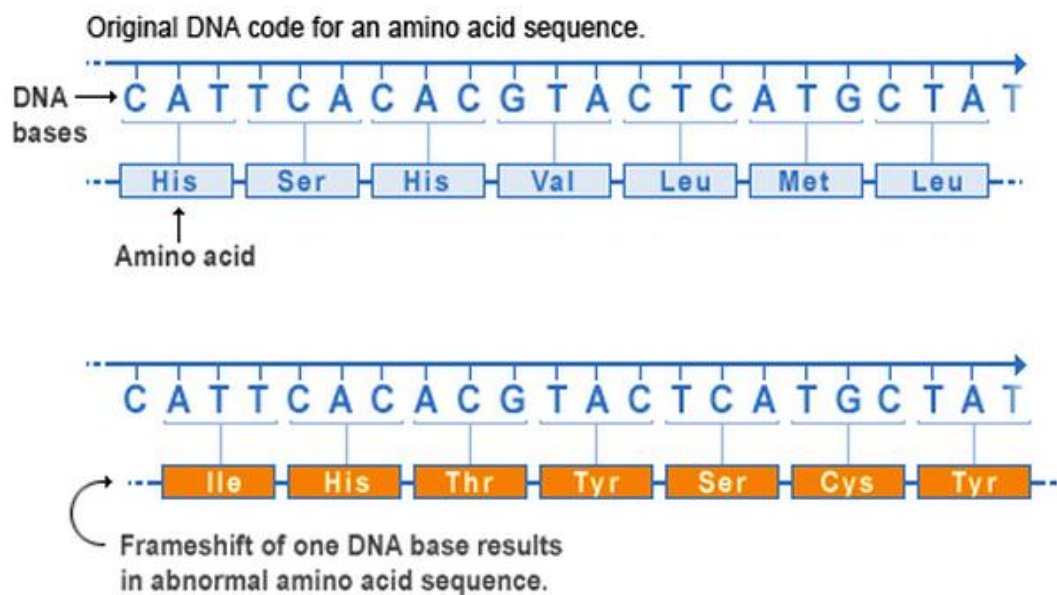 Original DNA code for an amino acid sequence.
DNA bases
C A T T C A C A C G T A C T C A T G C T A T
His Ser His Val Leu Met Leu
Amino acid
C A T T C A C A C G T A C T C A T G C T A T
Ile His Thr Tyr Ser Cys Tyr
Frameshift of one DNA base results
in abnormal amino acid sequence.